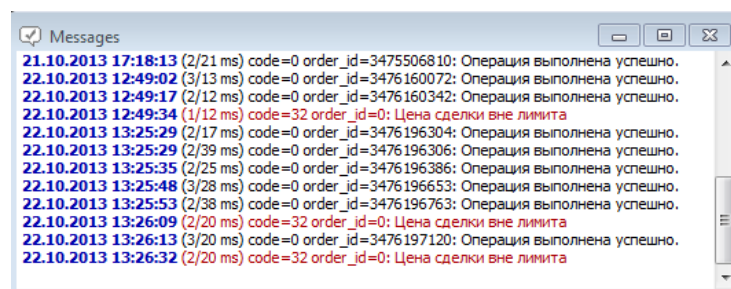 Messages
21.10.2013 17:18:13 (2/21 ms) code=0 order_id=3475506810: Операция выполнена успешно.
22.10.2013 12:49:02 (3/13 ms) code=0 order_id=3476160072: Операция выполнена успешно.
22.10.2013 12:49:17 (2/12 ms) code=0 order_id=3476160342: Операция выполнена успешно.
22.10.2013 12:49:34 (1/12 ms) code=32 order_id=0: Цена сделки вне лимита
22.10.2013 13:25:29 (2/17 ms) code=0 order_id=3476196304: Операция выполнена успешно.
22.10.2013 13:25:29 (2/39 ms) code=0 order_id=3476196306: Операция выполнена успешно.
22.10.2013 13:25:35 (2/25 ms) code=0 order_id=3476196386: Операция выполнена успешно.
22.10.2013 13:25:48 (3/28 ms) code=0 order_id=3476196653: Операция выполнена успешно.
22.10.2013 13:25:53 (2/38 ms) code=0 order_id=3476196763: Операция выполнена успешно.
22.10.2013 13:26:09 (2/20 ms) code=32 order_id=0: Цена сделки вне лимита
22.10.2013 13:26:13 (3/20 ms) code=0 order_id=3476197120: Операция выполнена успешно.
22.10.2013 13:26:32 (2/20 ms) code=32 order_id=0: Цена сделки вне лимита